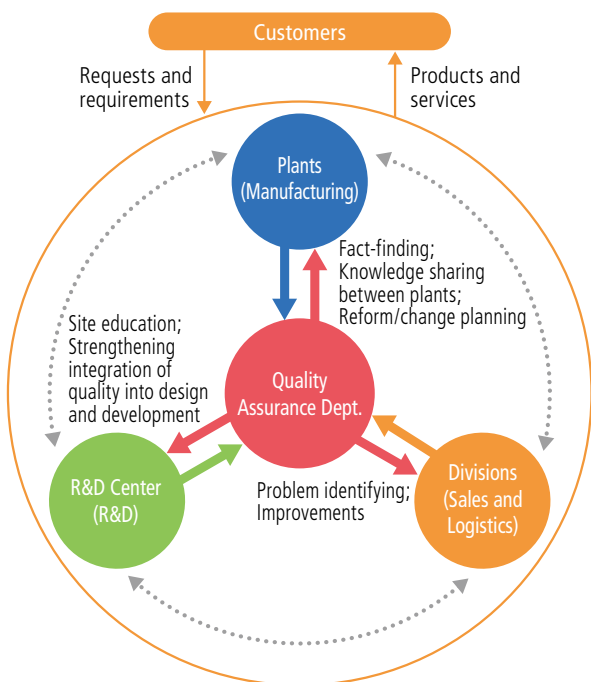 Customers
Requests and
requirements
Products and
services
Plants
(Manufacturing)
Fact-finding;
Knowledge sharing
between plants;
Reform/change planning
Site education;
Strengthening
integration of
quality into design
and development
Quality
Assurance Dept.
R&D Center
(R&D)
Problem identifying;
Improvements
Divisions
(Sales and
Logistics)